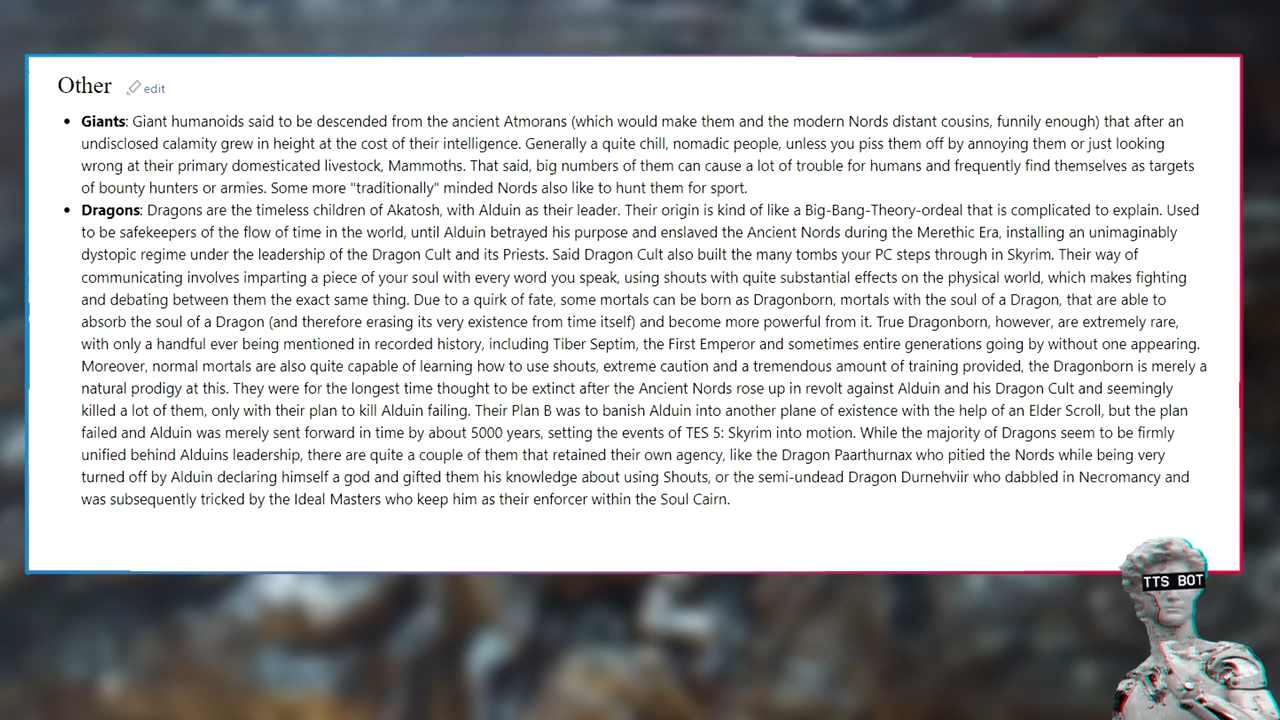 Other edit
Giants: Giant humanoids said to be descended from the ancient Atmorans (which would make them and the modern Nords distant cousins, funnily enough) that after an
undisclosed calamity grew in height at the cost of their intelligence. Generally a quite chill, nomadic people, unless you piss them off by annoying them or just looking
wrong at their primary domesticated livestock, Mammoths. That said, big numbers of them can cause a lot of trouble for humans and frequently find themselves as targets
of bounty hunters or armies. Some more "traditionally" minded Nords also like to hunt them for sport.
Dragons: Dragons are the timeless children of Akatosh, with Alduin as their leader. Their origin is kind of like a Big-Bang-Theory-ordeal that is complicated to explain. Used
to be safekeepers of the flow of time in the world, until Alduin betrayed his purpose and enslaved the Ancient Nords during the Merethic Era, installing an unimaginably
dystopic regime under the leadership of the Dragon Cult and its Priests. Said Dragon Cult also built the many tombs your PC steps through in Skyrim. Their way of
communicating involves imparting a piece of your soul with every word you speak, using shouts with quite substantial effects on the physical world, which makes fighting
and debating between them the exact same thing. Due to a quirk of fate, some mortals can be born as Dragonborn, mortals with the soul of a Dragon, that are able to
absorb the soul of a Dragon (and therefore erasing its very existence from time itself) and become more powerful from it. True Dragonborn, however, are extremely rare,
with only a handful ever being mentioned in recorded history, including Tiber Septim, the First Emperor and sometimes entire generations going by without one appearing.
Moreover, normal mortals are also quite capable of learning how to use shouts, extreme caution and a tremendous amount of training provided, the Dragonborn is merely a
natural prodigy at this. They were for the longest time thought to be extinct after the Ancient Nords rose up in revolt against Alduin and his Dragon Cult and seemingly
killed a lot of them, only with their plan to kill Alduin failing. Their Plan B was to banish Alduin into another plane of existence with the help of an Elder Scroll, but the plan
failed and Alduin was merely sent forward in time by about 5000 years, setting the events of TES 5: Skyrim into motion. While the majority of Dragons seem to be firmly
unified behind Alduins leadership, there are quite a couple of them that retained their own agency, like the Dragon Paarthurnax who pitied the Nords while being very
turned off by Alduin declaring himself a god and gifted them his knowledge about using Shouts, or the semi-undead Dragon Durnehviir who dabbled in Necromancy and
was subsequently tricked by the Ideal Masters who keep him as their enforcer within the Soul Cairn.
TTS BOT